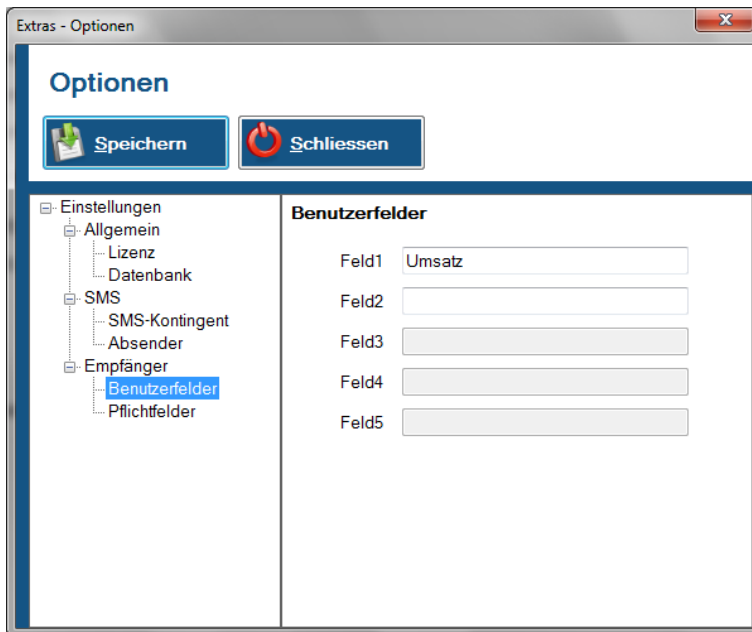 Extras - Optionen
Optionen
Speichern
Schliessen
Einstellungen
Allgemein
Lizenz
Datenbank
SMS
SMS-Kontingent
Absender
Empfänger
Benutzerfelder
Pflichtfelder
Benutzerfelder
Feld1 Umsatz
Feld2
Feld3
Feld4
Feld5